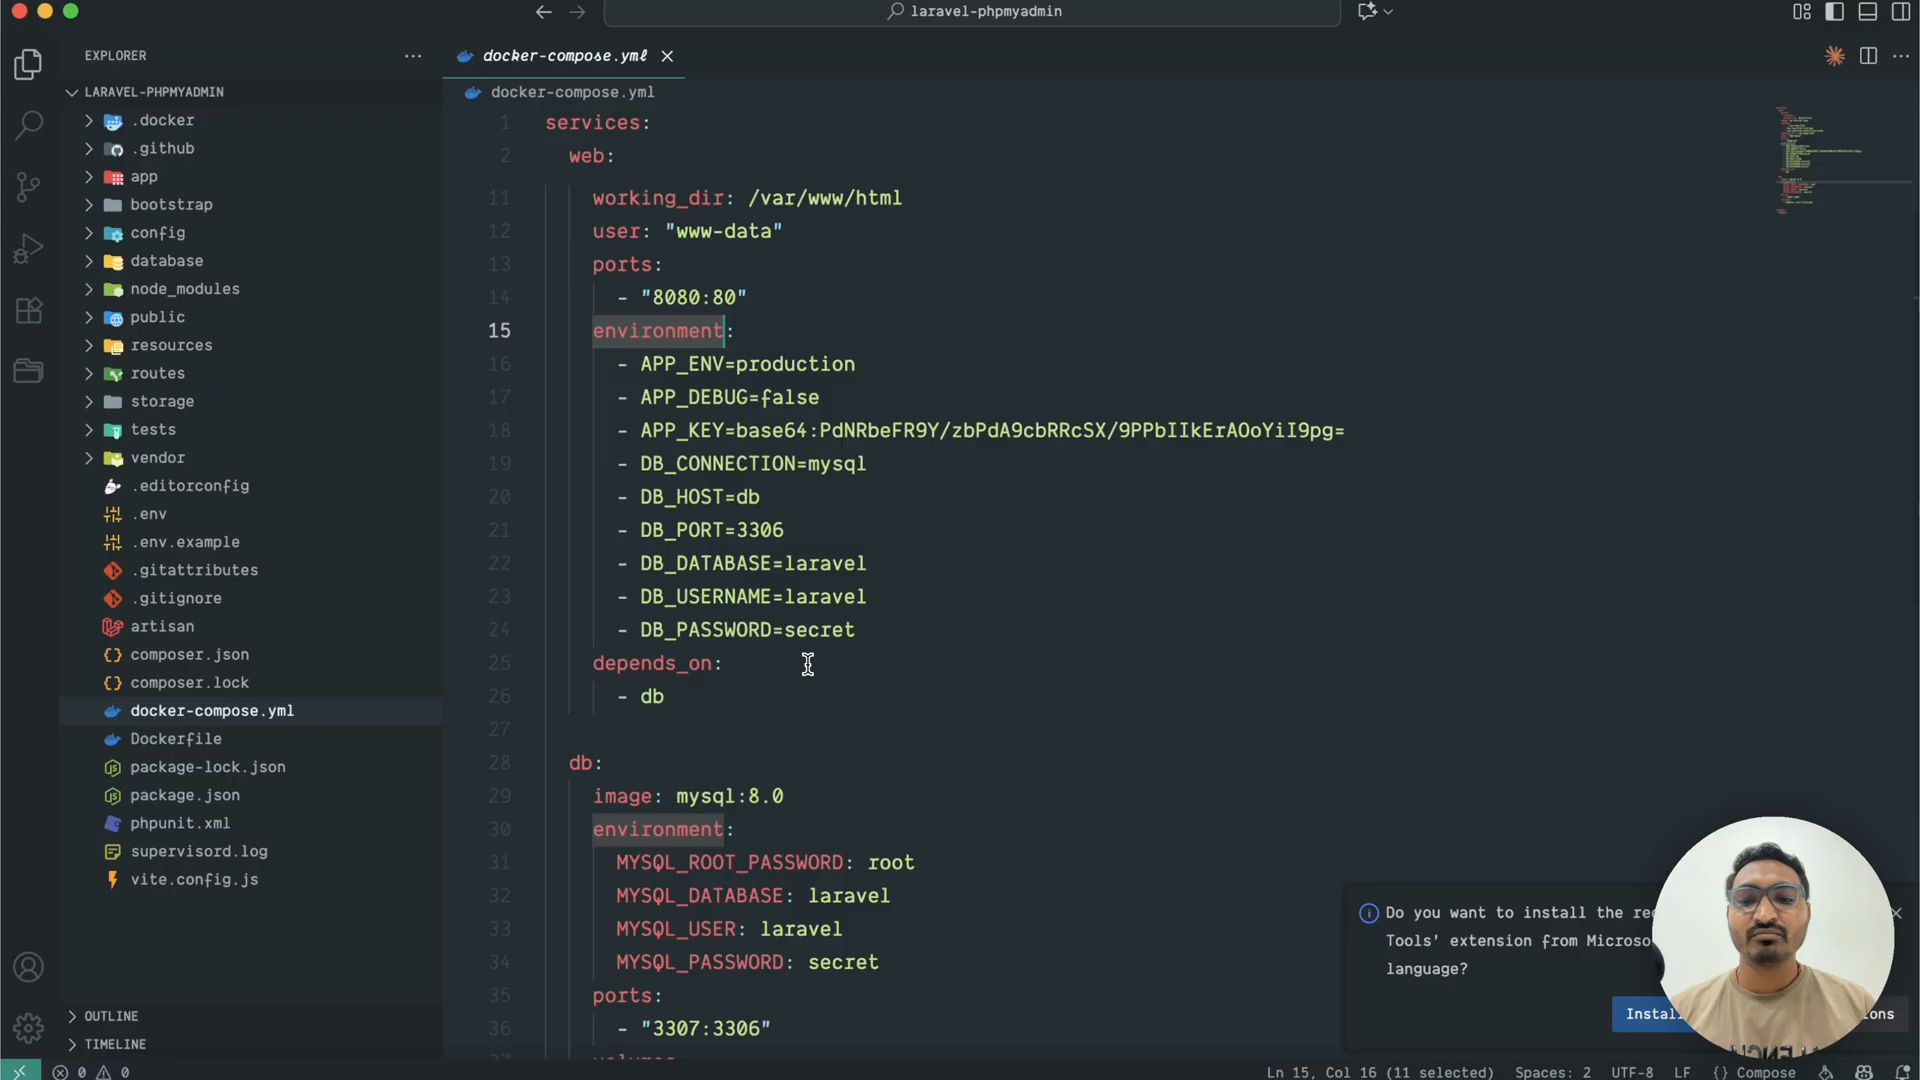 laravel-phpmyadmin
EXPLORER
LARAVEL-PHPMYADMIN
.docker
.github
app
bootstrap
config
database
node_modules
public
resources
routes
storage
tests
vendor
.editorconfig
.env
.env.example
.gitattributes
.gitignore
artisan
composer.json
composer.lock
docker-compose.yml
Dockerfile
package-lock.json
package.json
phpunit.xml
supervisord.log
vite.config.js
OUTLINE
TIMELINE
docker-compose.yml
docker-compose.yml
1 services:
2 web:
11 working_dir: /var/www/html
12 user: "www-data"
13 ports:
14 - "8080:80"
15 environment:
16 - APP_ENV=production
17 - APP_DEBUG=false
18 - APP_KEY=base64:PdNRbeFR9Y/zbPdA9cbRRcSX/9PPbIIkErAOoYiI9pg=
19 - DB_CONNECTION=mysql
20 - DB_HOST=db
21 - DB_PORT=3306
22 - DB_DATABASE=laravel
23 - DB_USERNAME=laravel
24 - DB_PASSWORD=secret
25 depends_on:
26 - db
27
28 db:
29 image: mysql:8.0
30 environment:
31 MYSQL_ROOT_PASSWORD: root
32 MYSQL_DATABASE: laravel
33 MYSQL_USER: laravel
34 MYSQL_PASSWORD: secret
35 ports:
36 - "3307:3306"
Do you want to install the
Tools' extension from
language?
0 0
Ln 15, Col 16 (11 selected) Spaces: 2 UTF-8 LF {} Compose